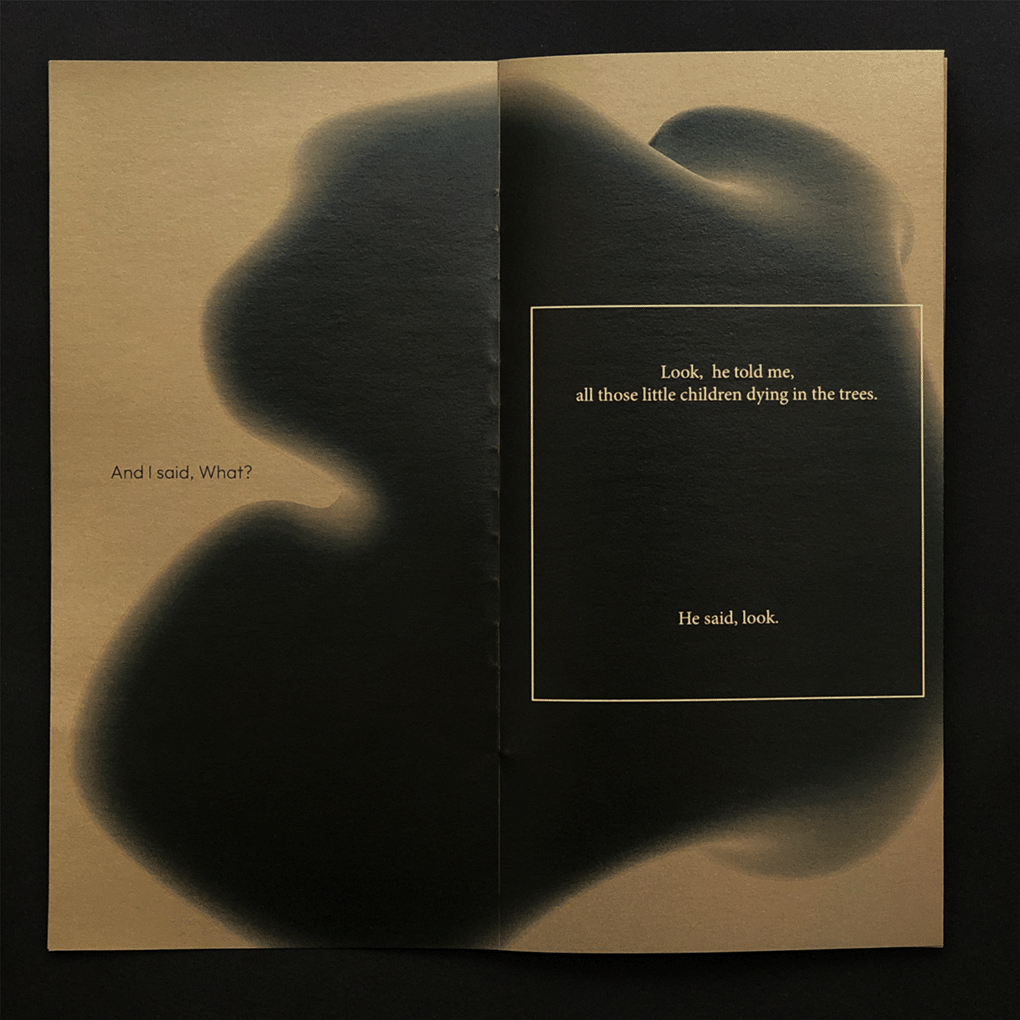 And I said, What?
Look,  he told me,
all those little children dying in the trees.
He said, look.